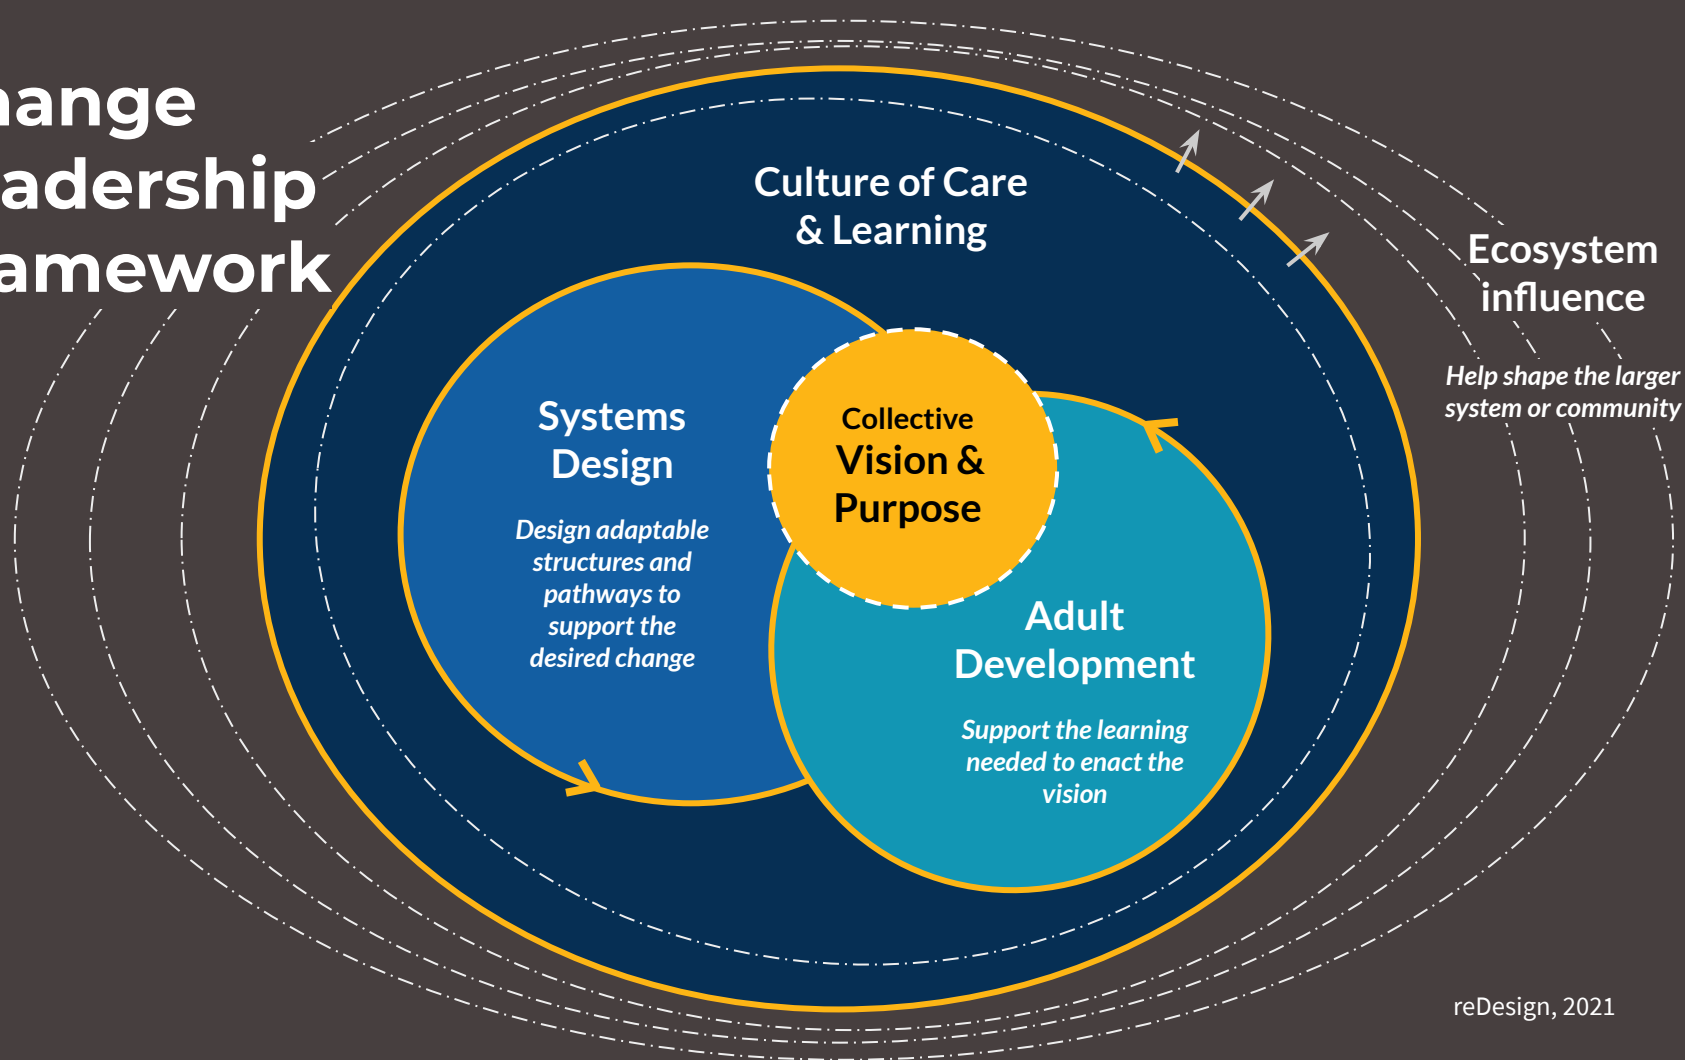 hange
adership
amework
Culture of Care
& Learning
Ecosystem
influence
Help shape the larger
system or community
Systems
Design
Design adaptable
structures and
pathways to
support the
desired change
Collective
Vision &
Purpose
Adult
Development
Support the learning
needed to enact the
vision
reDesign, 2021